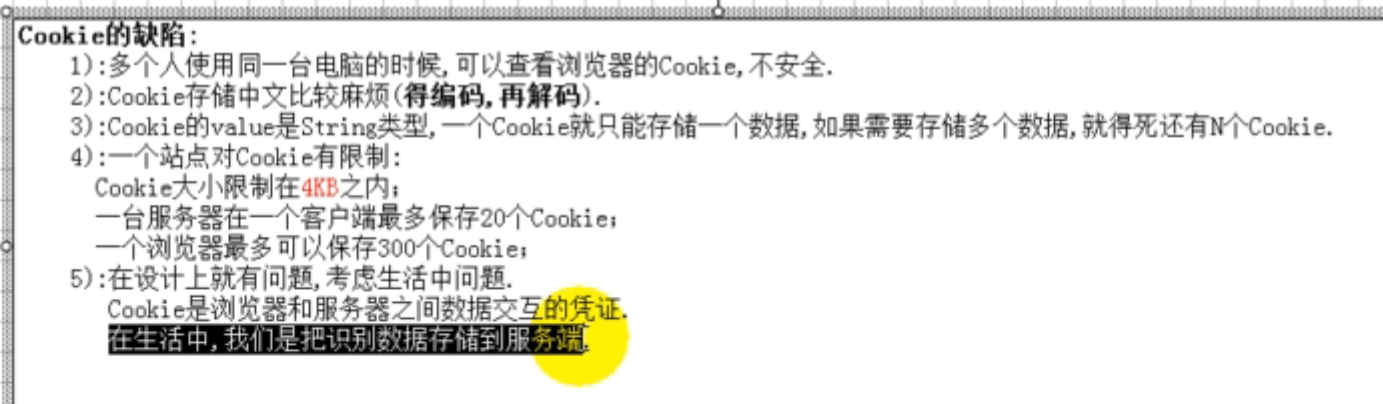 Cookie的缺陷:
1):多个人使用同一台电脑的时候,可以查看浏览器的Cookie,不安全.
2):Cookie存储中文比较麻烦(得编码,再解码).
3):Cookie的value是String类型,一个Cookie就只能存储一个数据,如果需要存储多个数据,就得死还有N个Cookie.
4):一个站点对Cookie有限制:
Cookie大小限制在4KB之内;
一台服务器在一个客户端最多保存20个Cookie;
一个浏览器最多可以保存300个Cookie;
5):在设计上就有问题,考虑生活中问题.
Cookie是浏览器和服务器之间数据交互的凭证.
在生活中,我们是把识别数据存储到服务端.